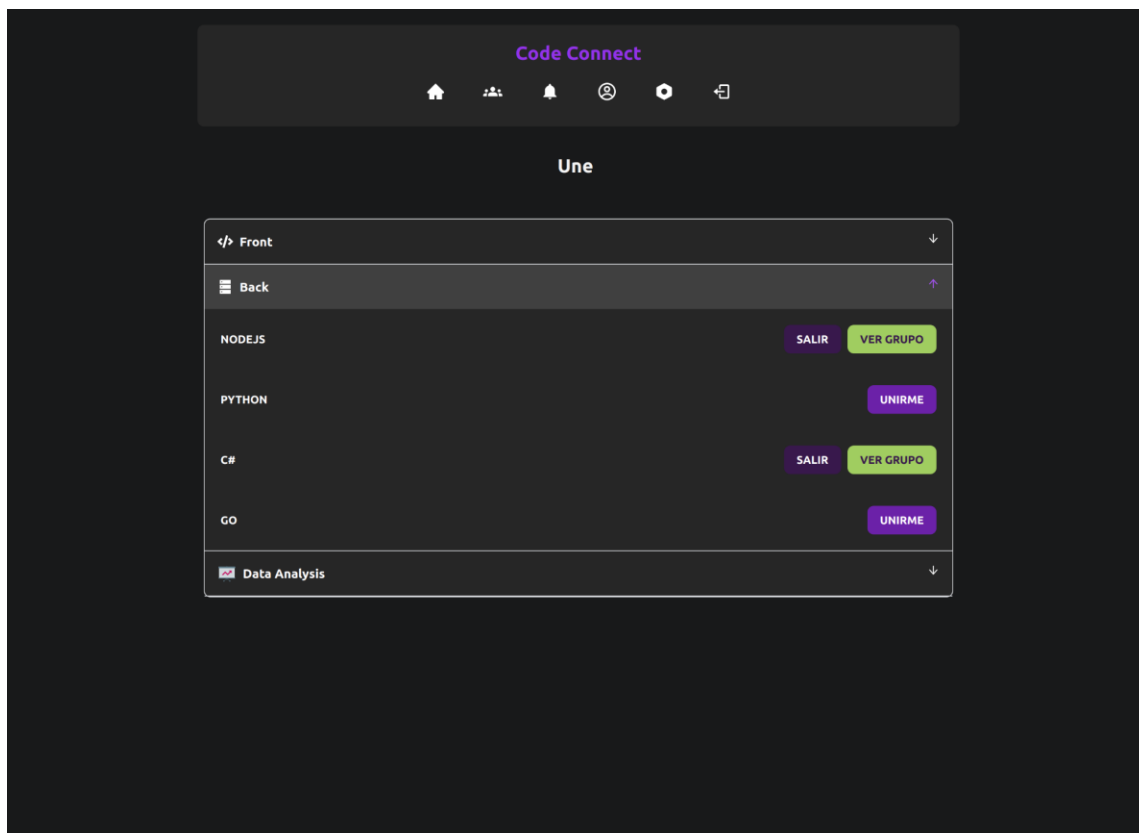 Code Connect
Une
</> Front
Back
NODEJS SALIR VER GRUPO
PYTHON UNIRME
C# SALIR VER GRUPO
GO UNIRME
Data Analysis